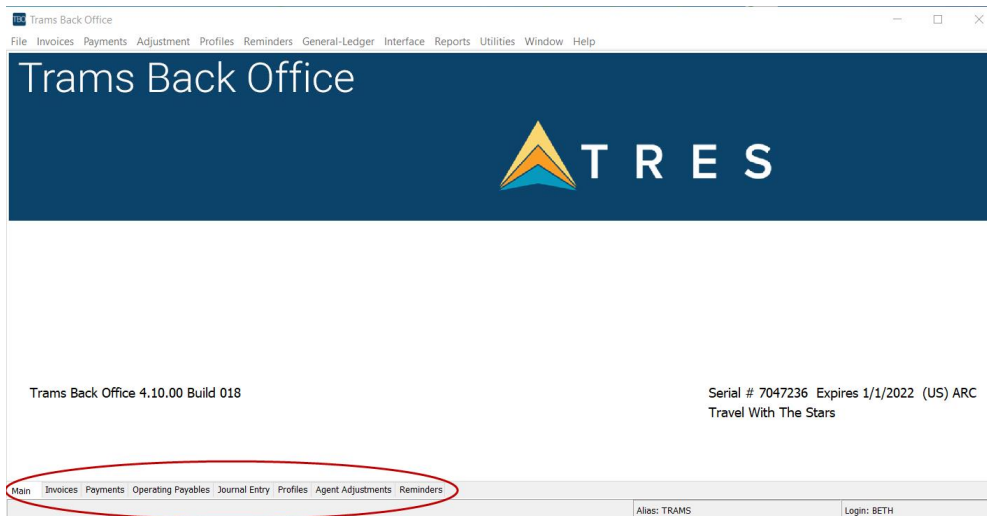 TBO Trams Back Office
File Invoices Payments Adjustment Profiles Reminders General-Ledger Interface Reports Utilities Window Help
Trams Back Office
TRES
Trams Back Office 4.10.00 Build 018
Serial # 7047236 Expires 1/1/2022 (US) ARC
Travel With The Stars
Main Invoices Payments Operating Payables Journal Entry Profiles Agent Adjustments Reminders
Alias: TRAMS Login: BETH